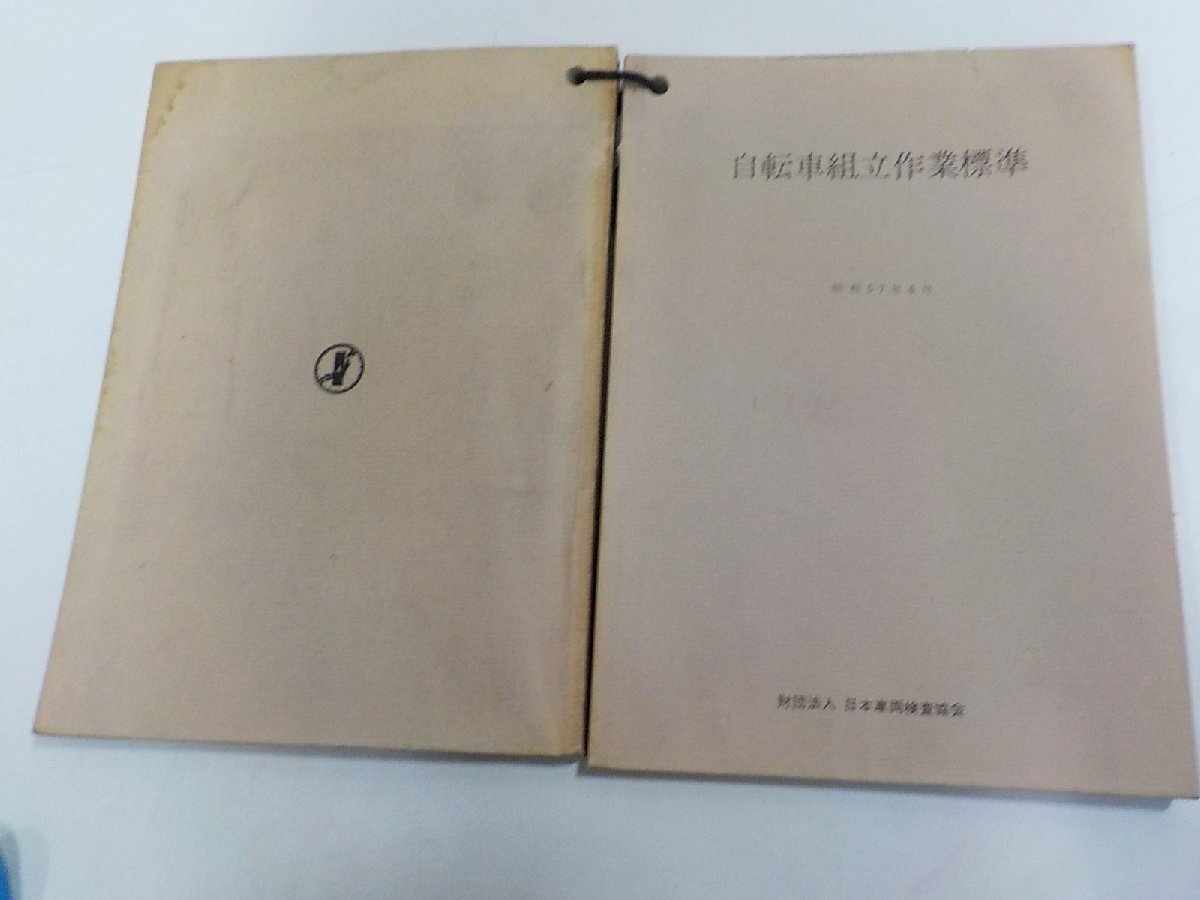 自転車組立作業標準
昭和57年6月
財団法人 日本車両検査協会